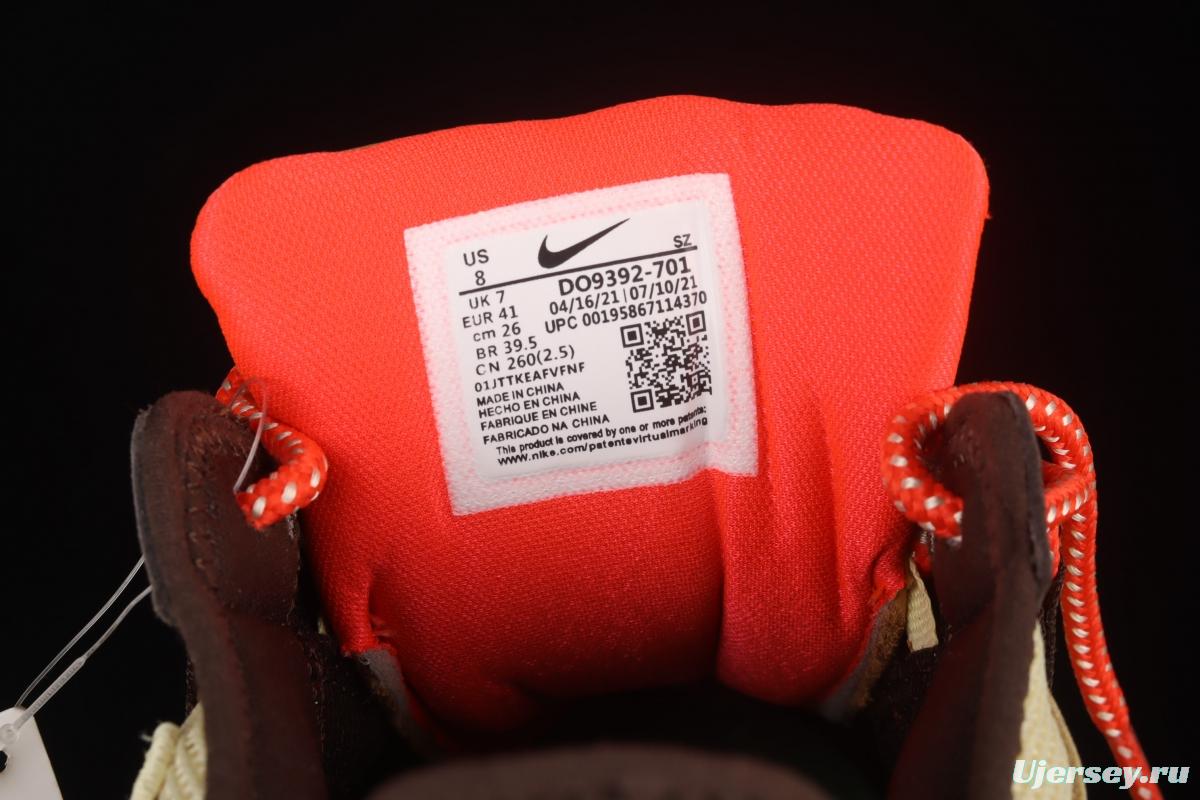 US
8
SZ
UK 7
DO9392-701
EUR 41
04/16/21 | 07/10/21
cm 26
UPC 00195867114370
BR 39.5
CN 260(2.5)
01JTTKEAFVFNF
MADE IN CHINA
HECHO EN CHINA
FABRIQUE EN CHINE
FABRICADO NA CHINA
This product is covered by one or more patents:
www.nike.com/patentsvirtualmarking
Ujersey.ru